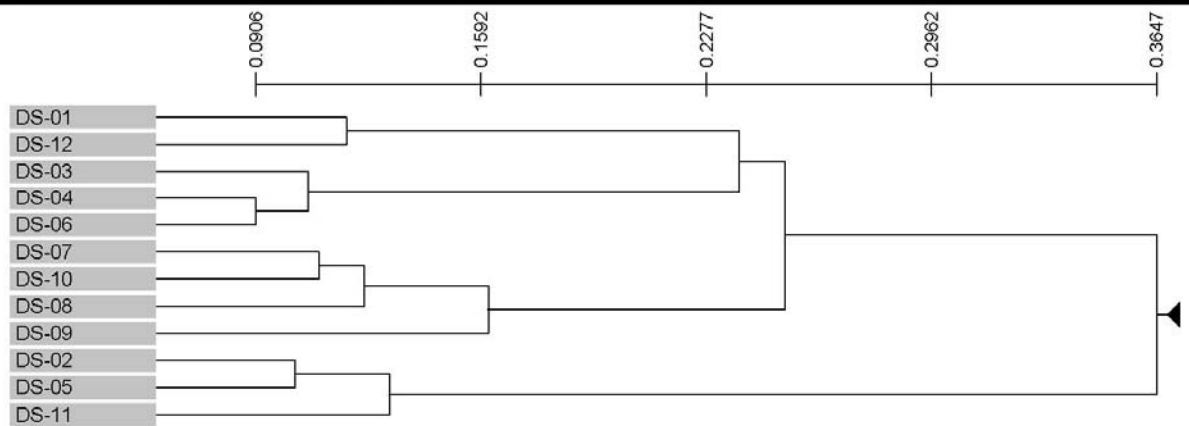 0.0906
0.1592
0.2277
0.2962
0.3647
DS-01
DS-12
DS-03
DS-04
DS-06
DS-07
DS-10
DS-08
DS-09
DS-02
DS-05
DS-11